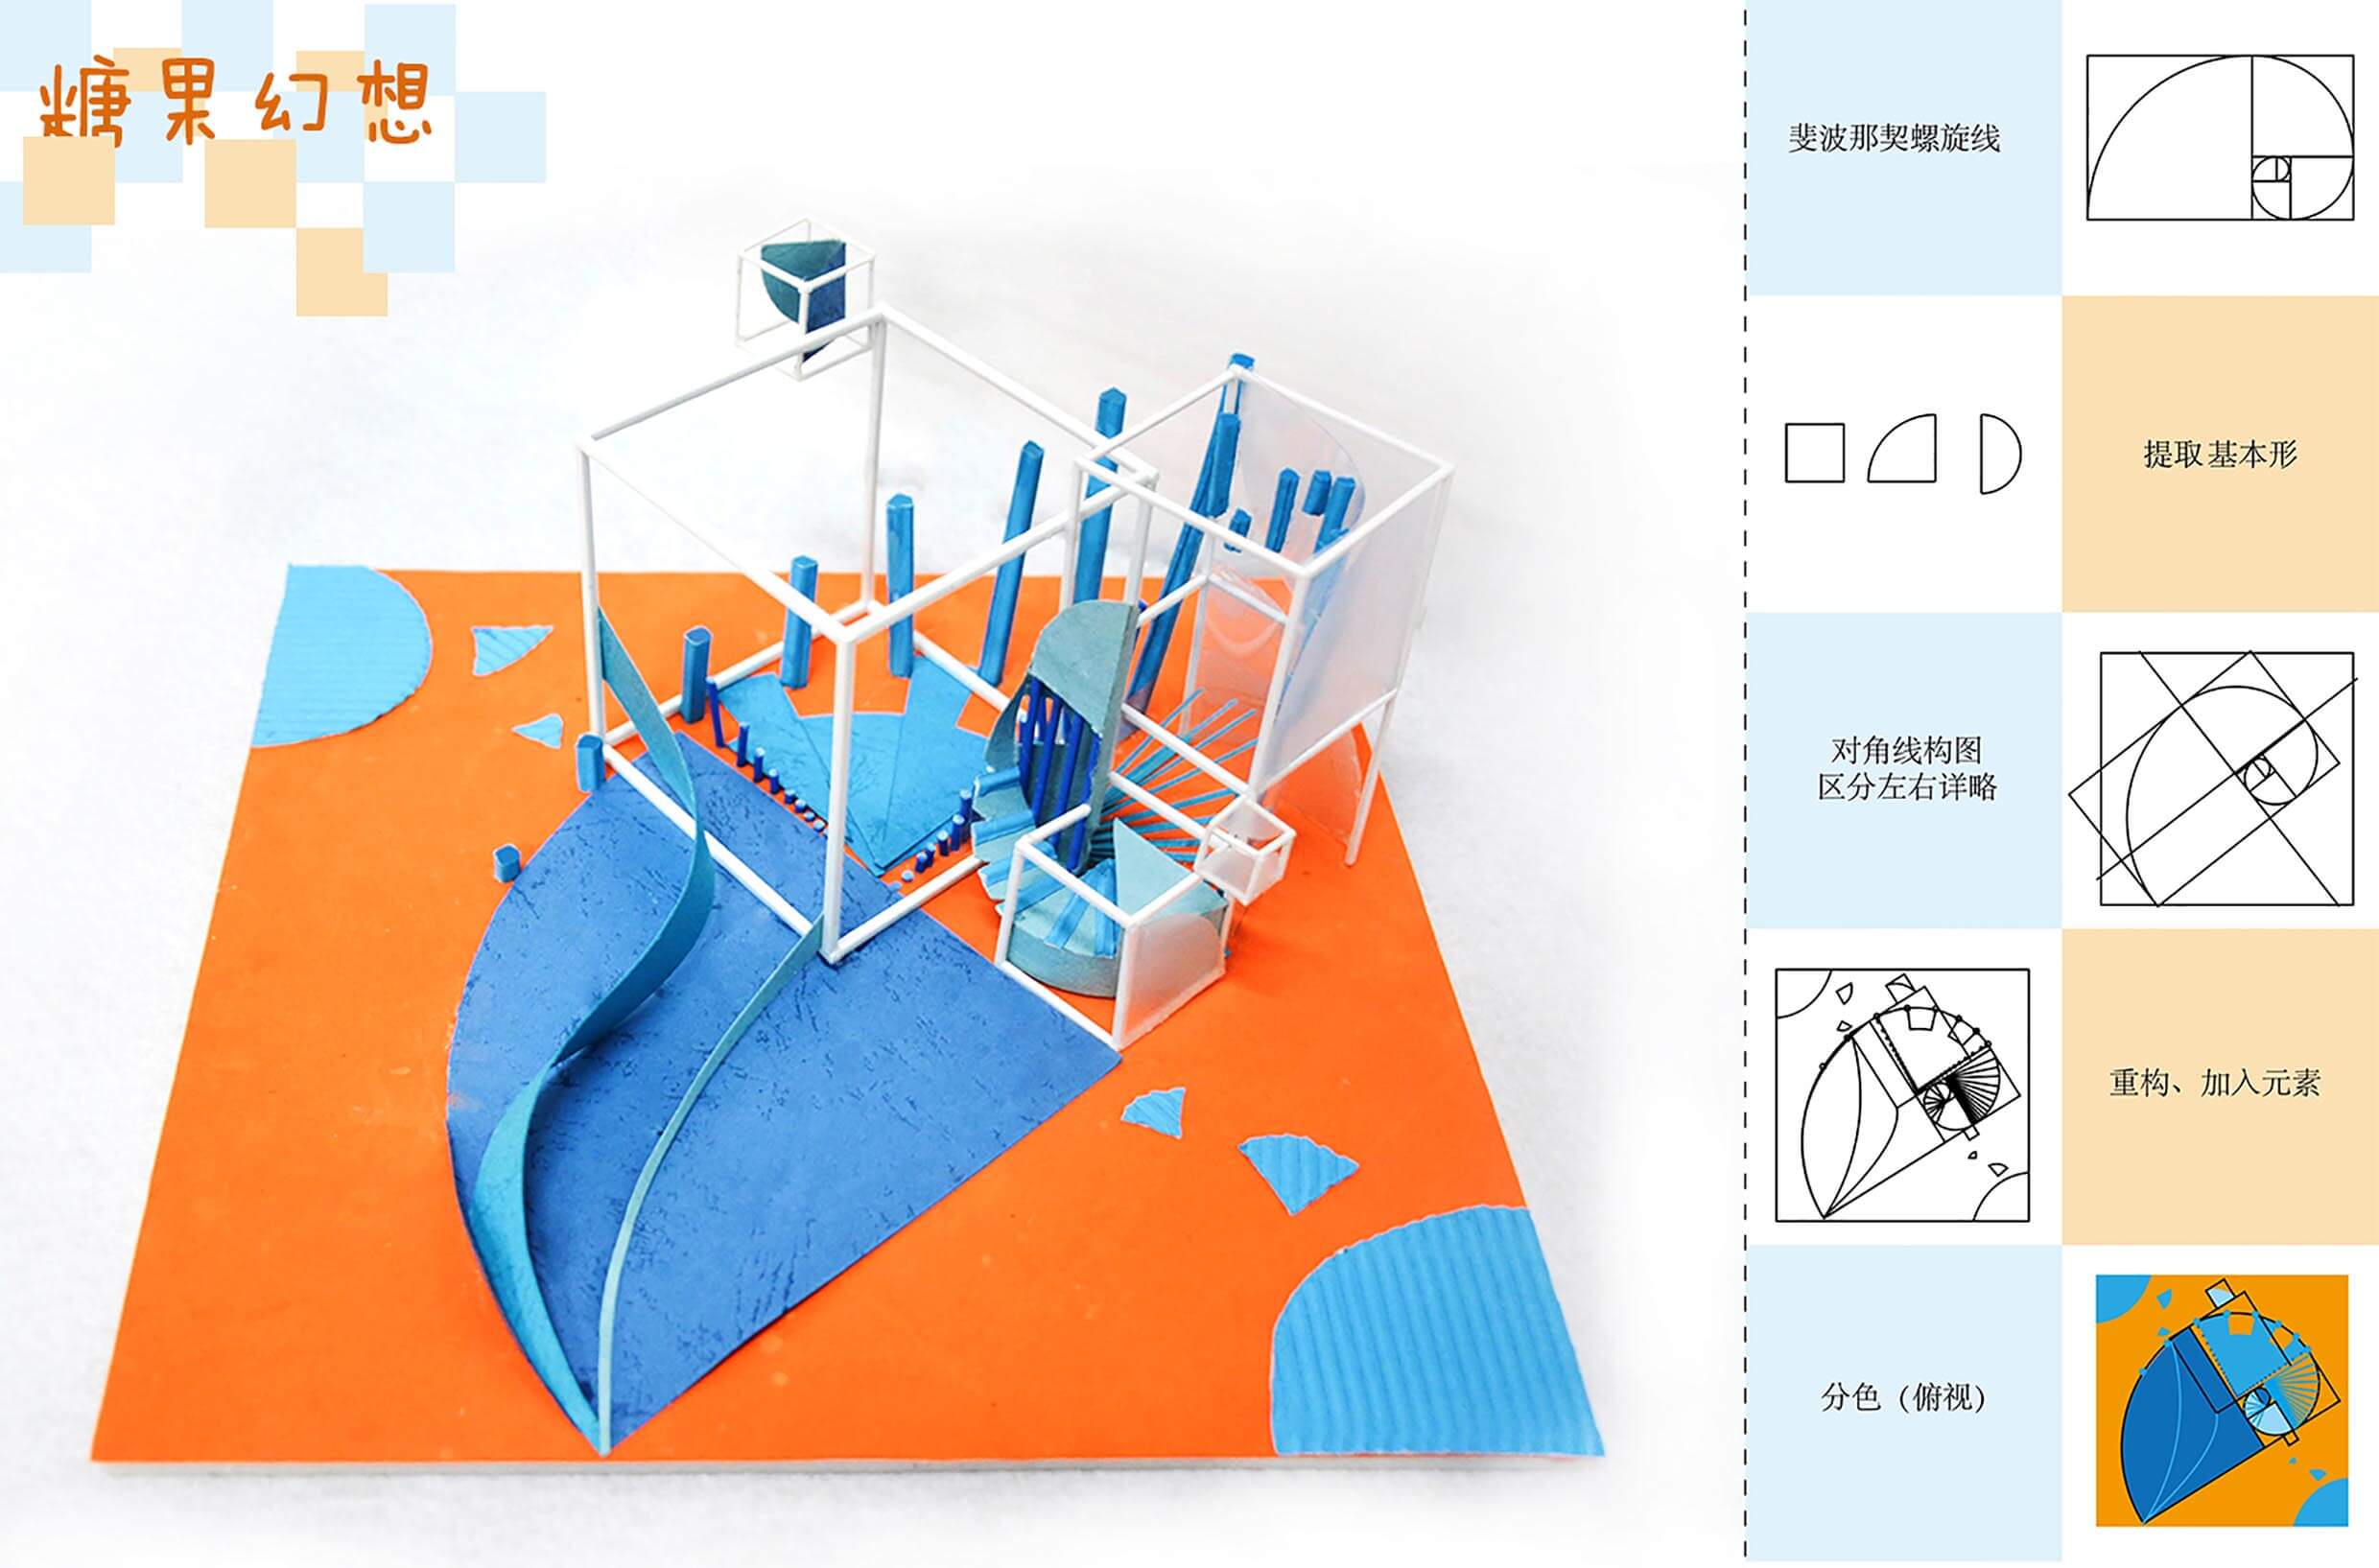 糖果幻想
斐波那契螺旋线
提取基本形
对角线构图
区分左右详略
重构、加入元素
分色（俯视）